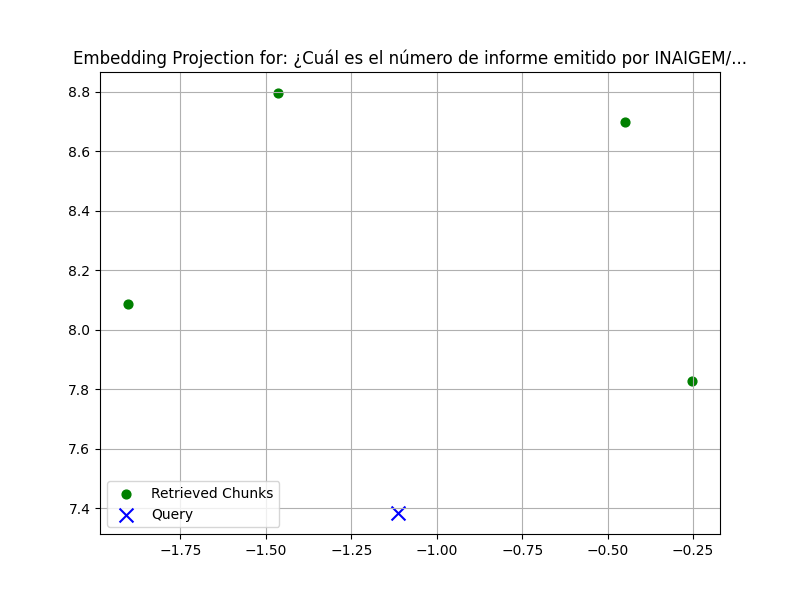 Embedding Projection for: ¿Cuál es el número de informe emitido por INAIGEM/...
8.8
8.6
8.4
8.2
8.0
7.8
7.6
7.4
Retrieved Chunks
Query
−1.75 −1.50 −1.25 −1.00 −0.75 −0.50 −0.25